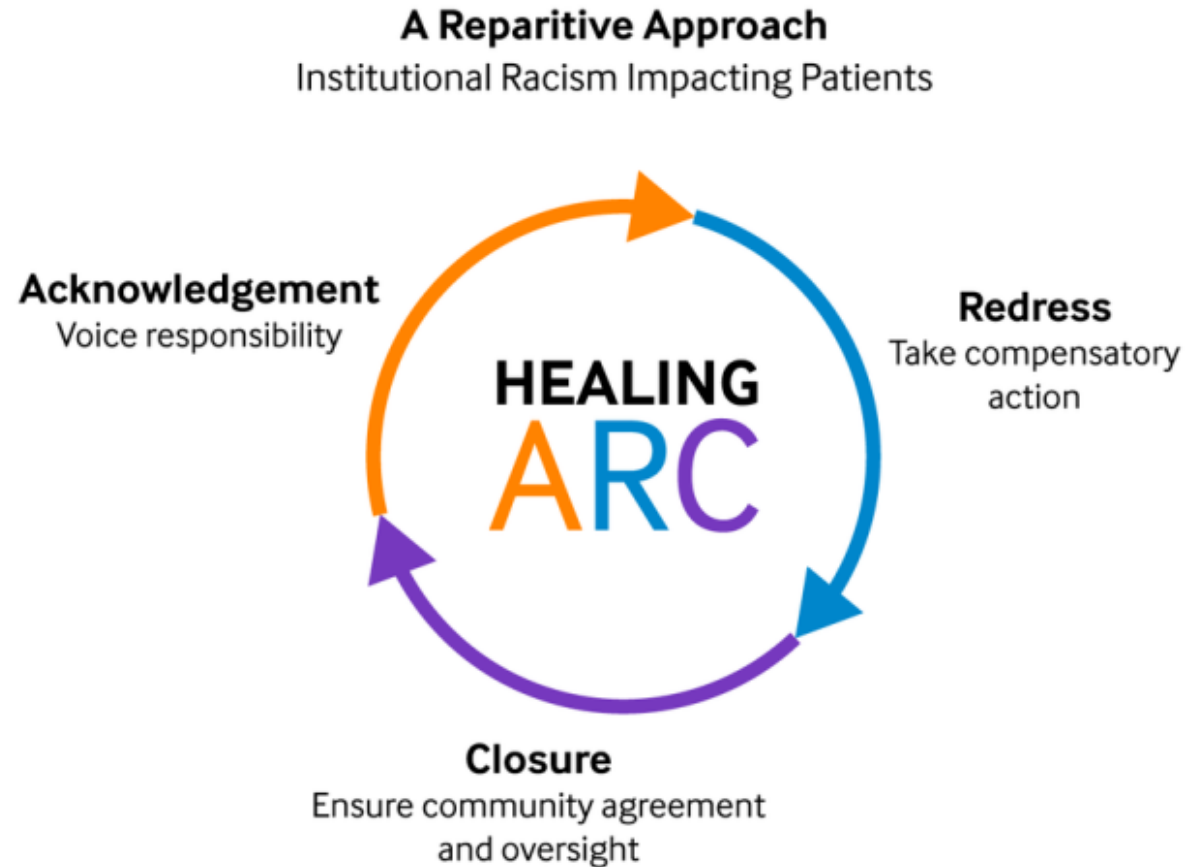 A Reparitive Approach
Institutional Racism Impacting Patients
Acknowledgement
Voice responsibility
Redress
Take compensatory
action
HEALING
ARC
Closure
Ensure community agreement
and oversight